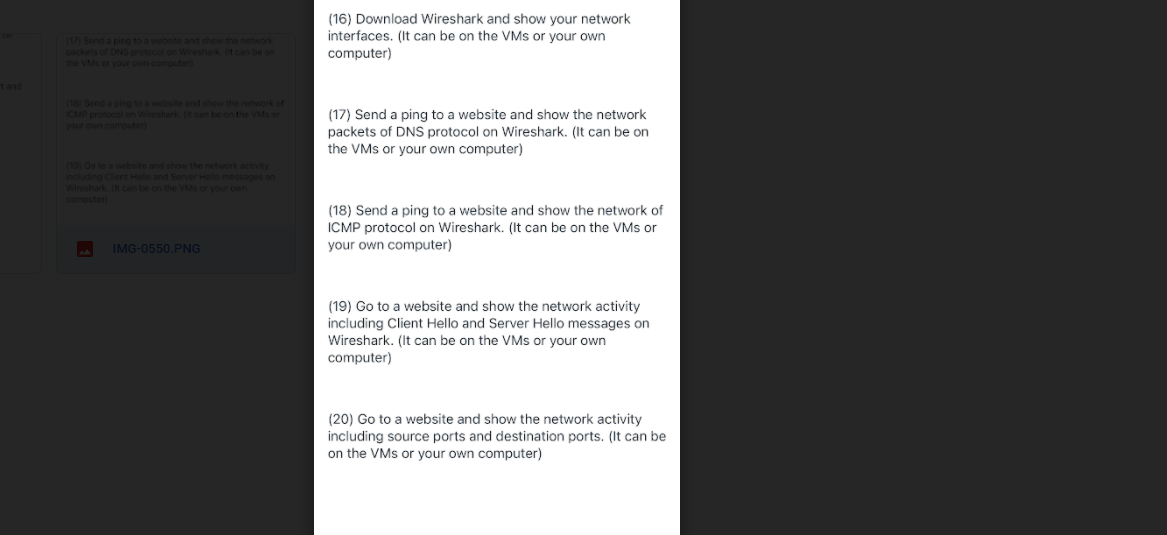 (16) Download Wireshark and show your network
interfaces. (It can be on the VMs or your own
computer)
(17) Send a ping to a website and show the network
packets of DNS protocol on Wireshark. (It can be on
the VMs or your own computer)
(18) Send a ping to a website and show the network of
ICMP protocol on Wireshark. (It can be on the VMs or
your own computer)
(19) Go to a website and show the network activity
including Client Hello and Server Hello messages on
Wireshark. (It can be on the VMs or your own
computer)
(20) Go to a website and show the network activity
including source ports and destination ports. (It can be
on the VMs or your own computer)
(17) Send a ping to a website and show the network
packets of DNS protocol on Wireshark. (It can be on
the VMs or your own computer)
(18) Send a ping to a website and show the network of
ICMP protocol on Wireshark. (It can be on the VMs or
your own computer)
(19) Go to a website and show the network activity
including Client Hello and Server Hello messages on
Wireshark. (It can be on the VMs or your own
computer)
IMG-0550.PNG